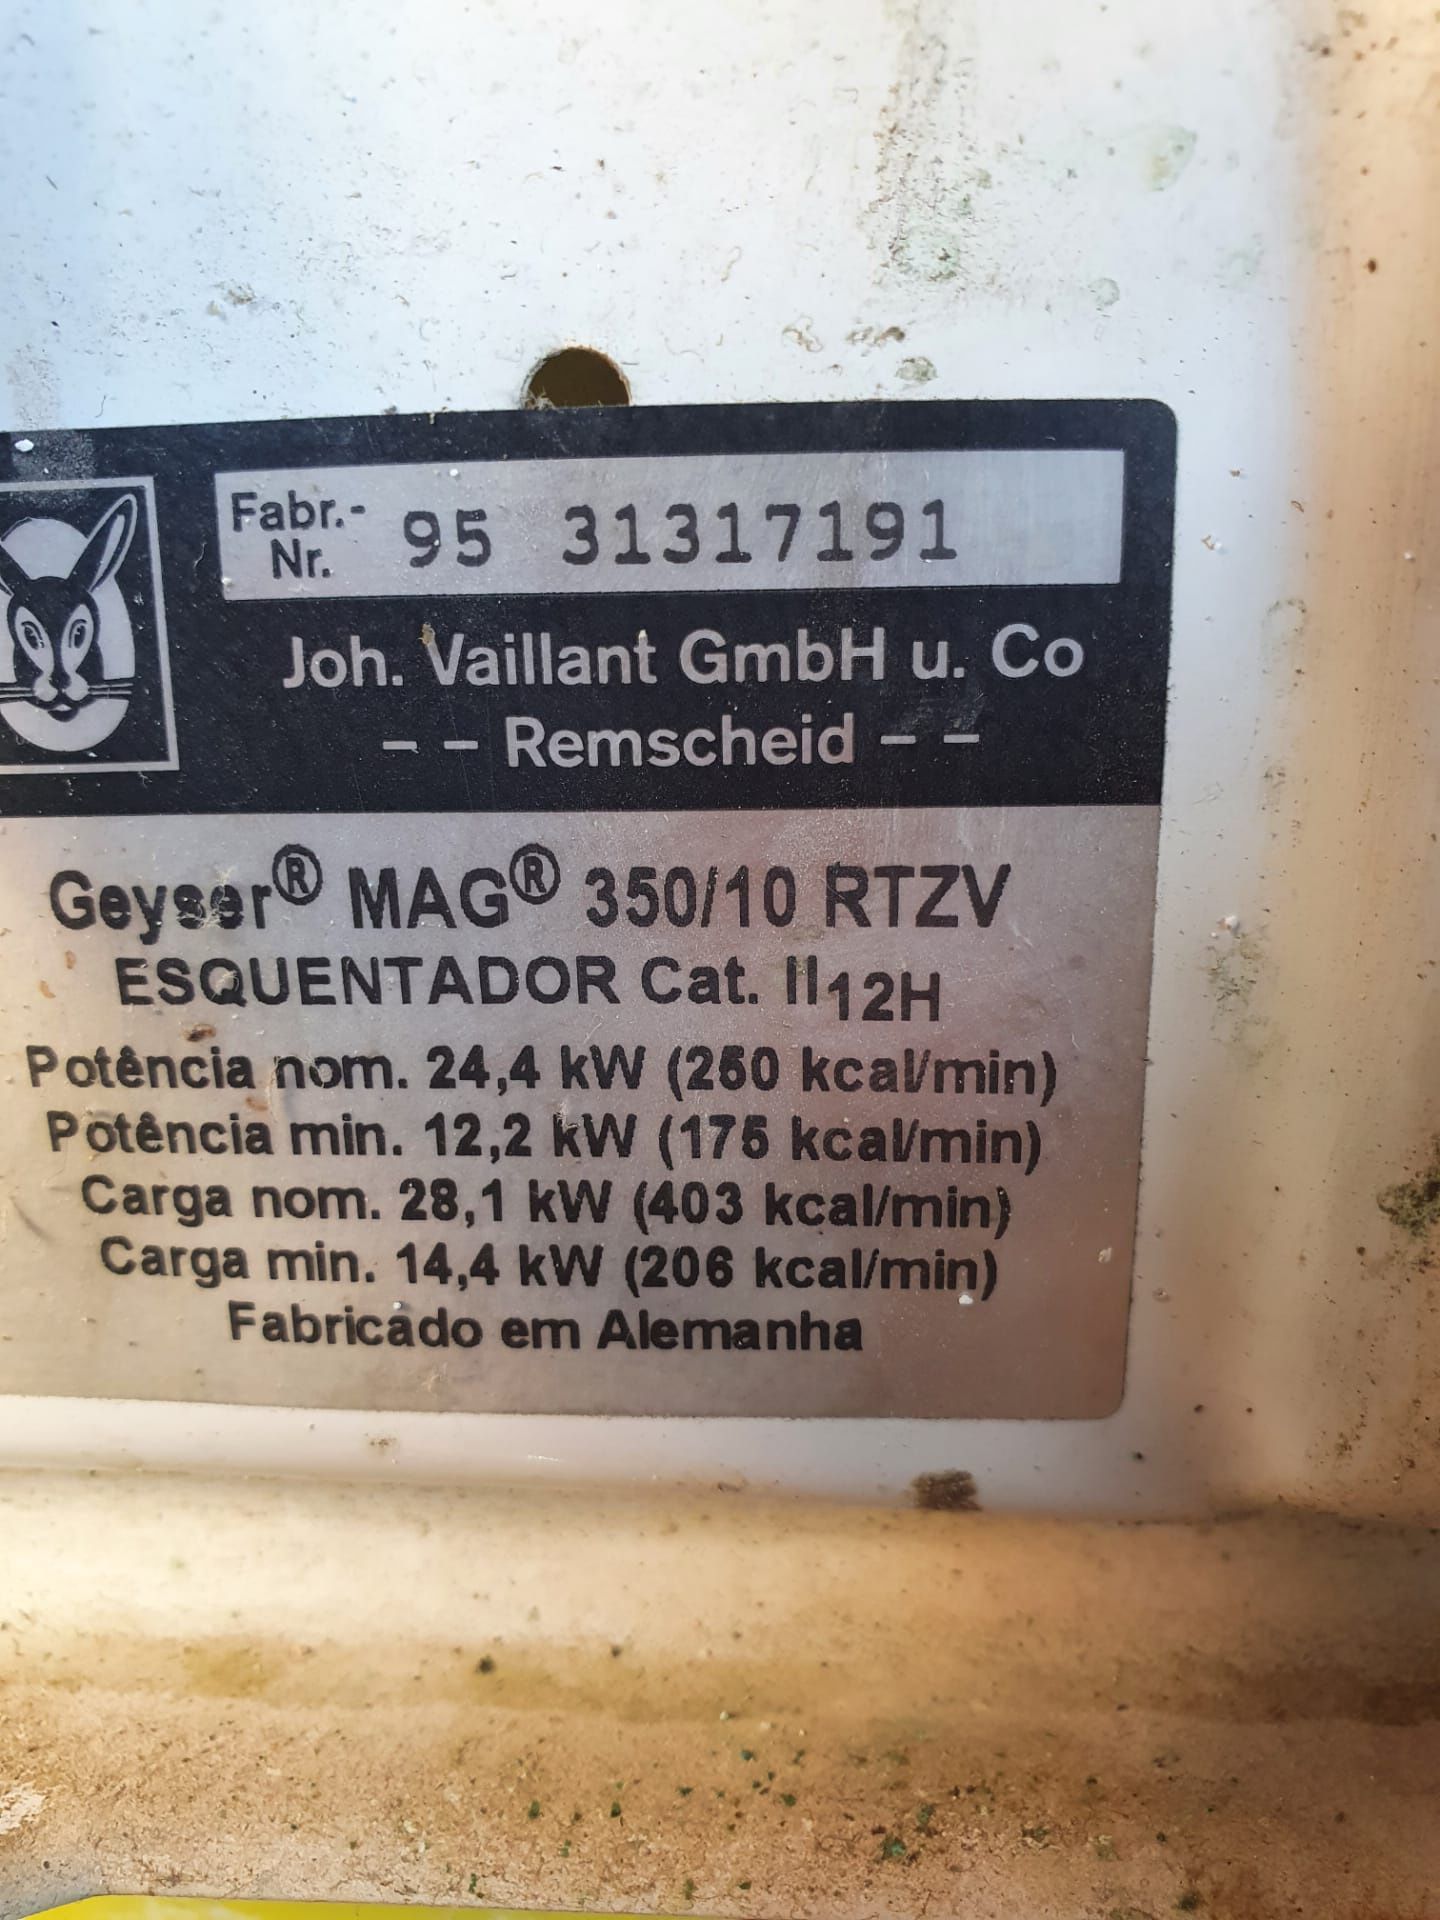 Fabr.-
Nr. 95 31317191
Joh. Vaillant GmbH u. Co
-- Remscheid --
Geyser® MAG® 350/10 RTZV
ESQUENTADOR Cat. II12H
Potência nom. 24,4 kW (250 kcal/min)
Potência min. 12,2 kW (175 kcal/min)
Carga nom. 28,1 kW (403 kcal/min)
Carga min. 14,4 kW (206 kcal/min)
Fabricado em Alemanha